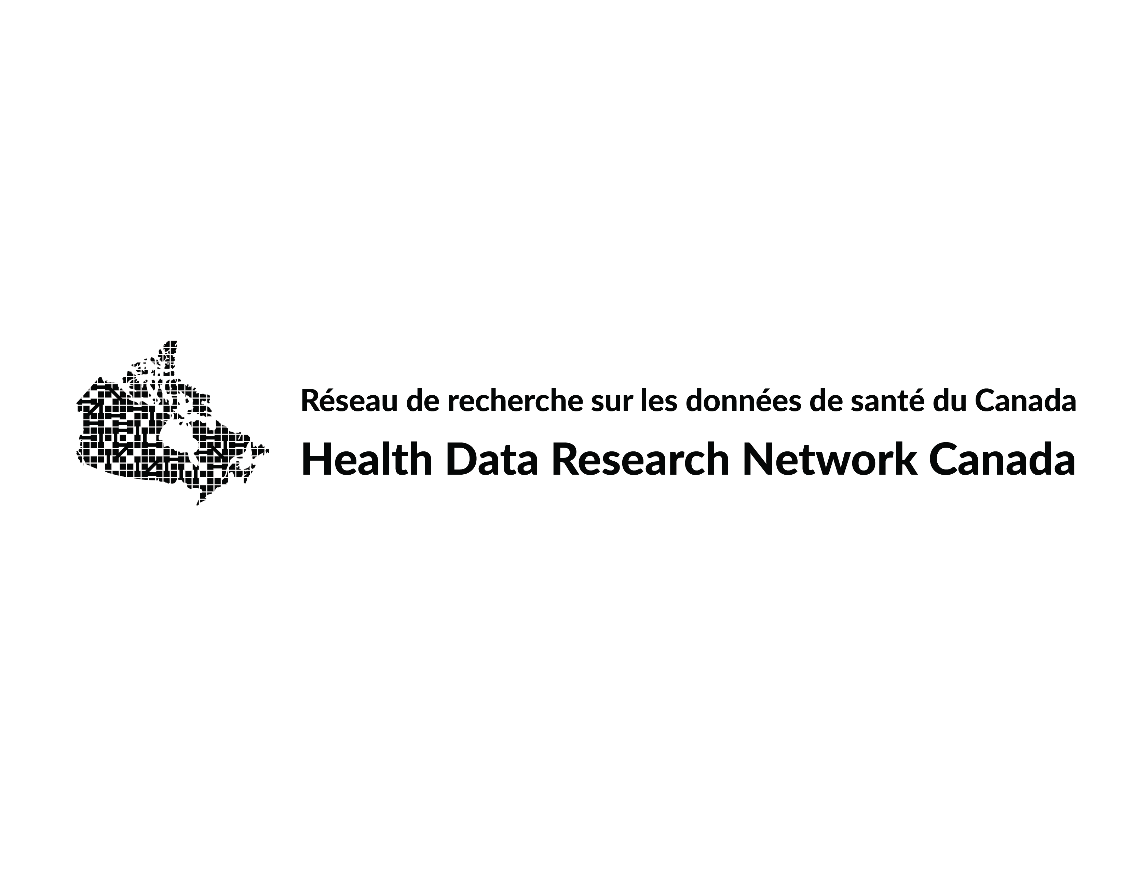 Réseau de recherche sur les données de santé du Canada
Health Data Research Network Canada